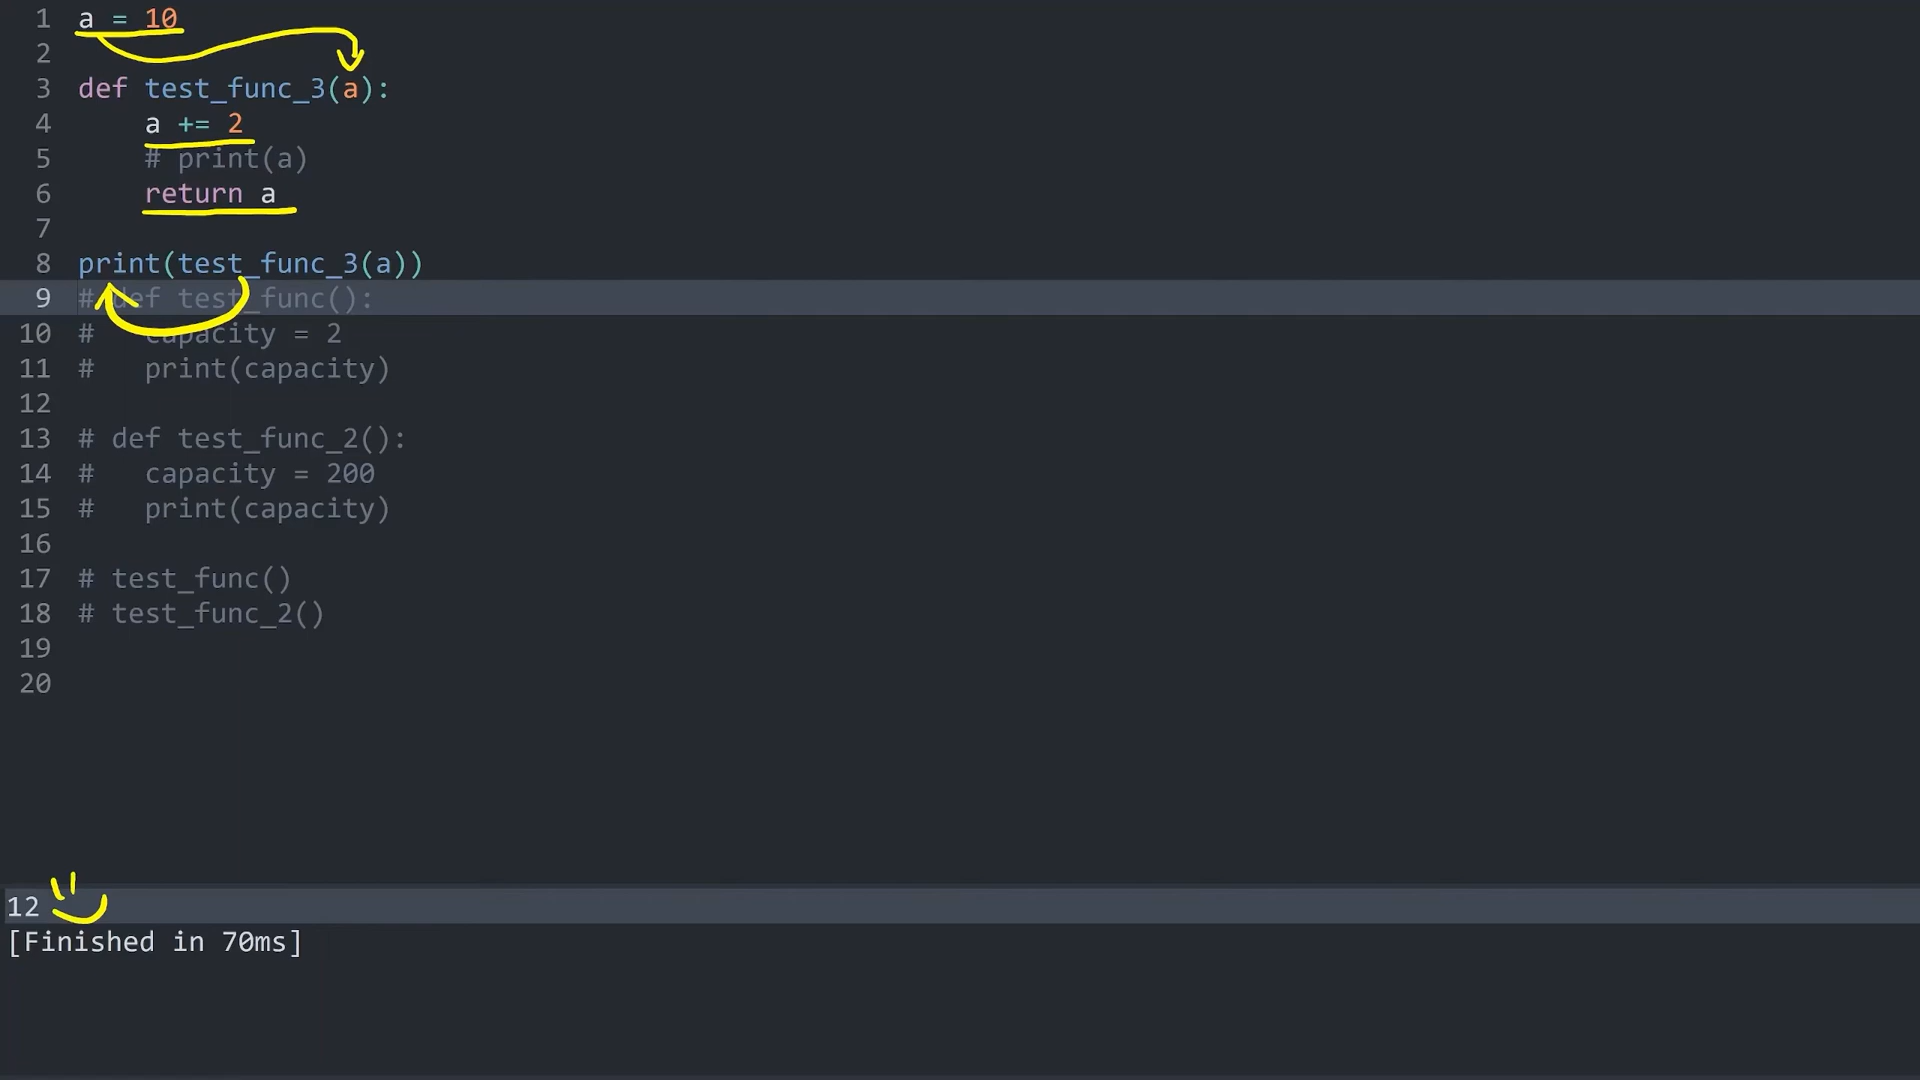 1 a = 10
2
3 def test_func_3(a):
4     a += 2
5     # print(a)
6     return a
7
8 print(test_func_3(a))
9 # def test_func():
10 #   capacity = 2
11 #   print(capacity)
12
13 # def test_func_2():
14 #   capacity = 200
15 #   print(capacity)
16
17 # test_func()
18 # test_func_2()
19
20
12
[Finished in 70ms]